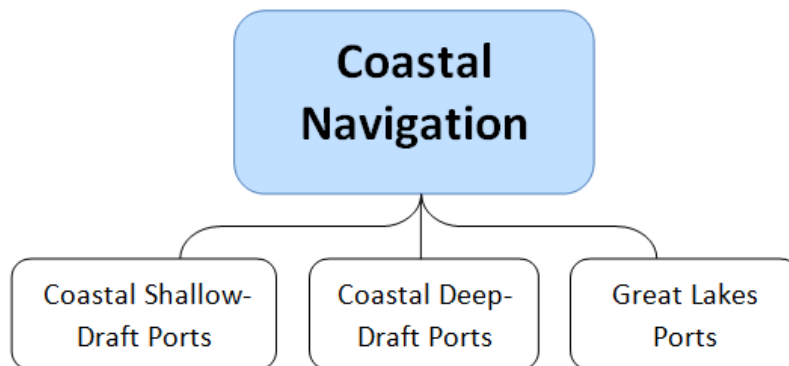 Coastal
Navigation
Coastal Shallow-
Draft Ports
Coastal Deep-
Draft Ports
Great Lakes
Ports